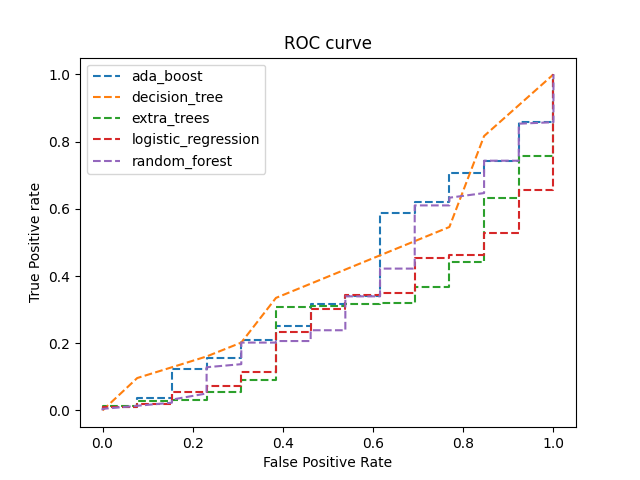 ROC curve
ada_boost
decision_tree
extra_trees
logistic_regression
random_forest
True Positive rate
1.0
0.8
0.6
0.4
0.2
0.0
0.0 0.2 0.4 0.6 0.8 1.0
False Positive Rate